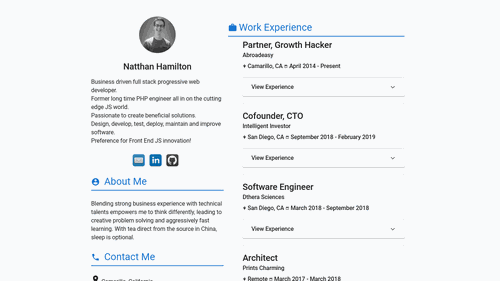 Natthan Hamilton
Business driven full stack progressive web
developer.
Former long time PHP engineer all in on the cutting
edge JS world.
Passionate to create beneficial solutions.
Design, develop, test, deploy, maintain and improve
software.
Preference for Front End JS innovation!
About Me
Blending strong business experience with technical
talents empowers me to think differently, leading to
creative problem solving and aggressively fast
learning. With tea direct from the source in China,
sleep is optional.
Contact Me
Camarillo, California
Work Experience
Partner, Growth Hacker
Abroadeasy
⌖ Camarillo, CA ¤ April 2014 - Present
View Experience
Cofounder, CTO
Intelligent Investor
⌖ San Diego, CA ¤ September 2018 - February 2019
View Experience
Software Engineer
Dthera Sciences
⌖ San Diego, CA ¤ March 2018 - September 2018
View Experience
Architect
Prints Charming
⌖ Remote ¤ March 2017 - March 2018